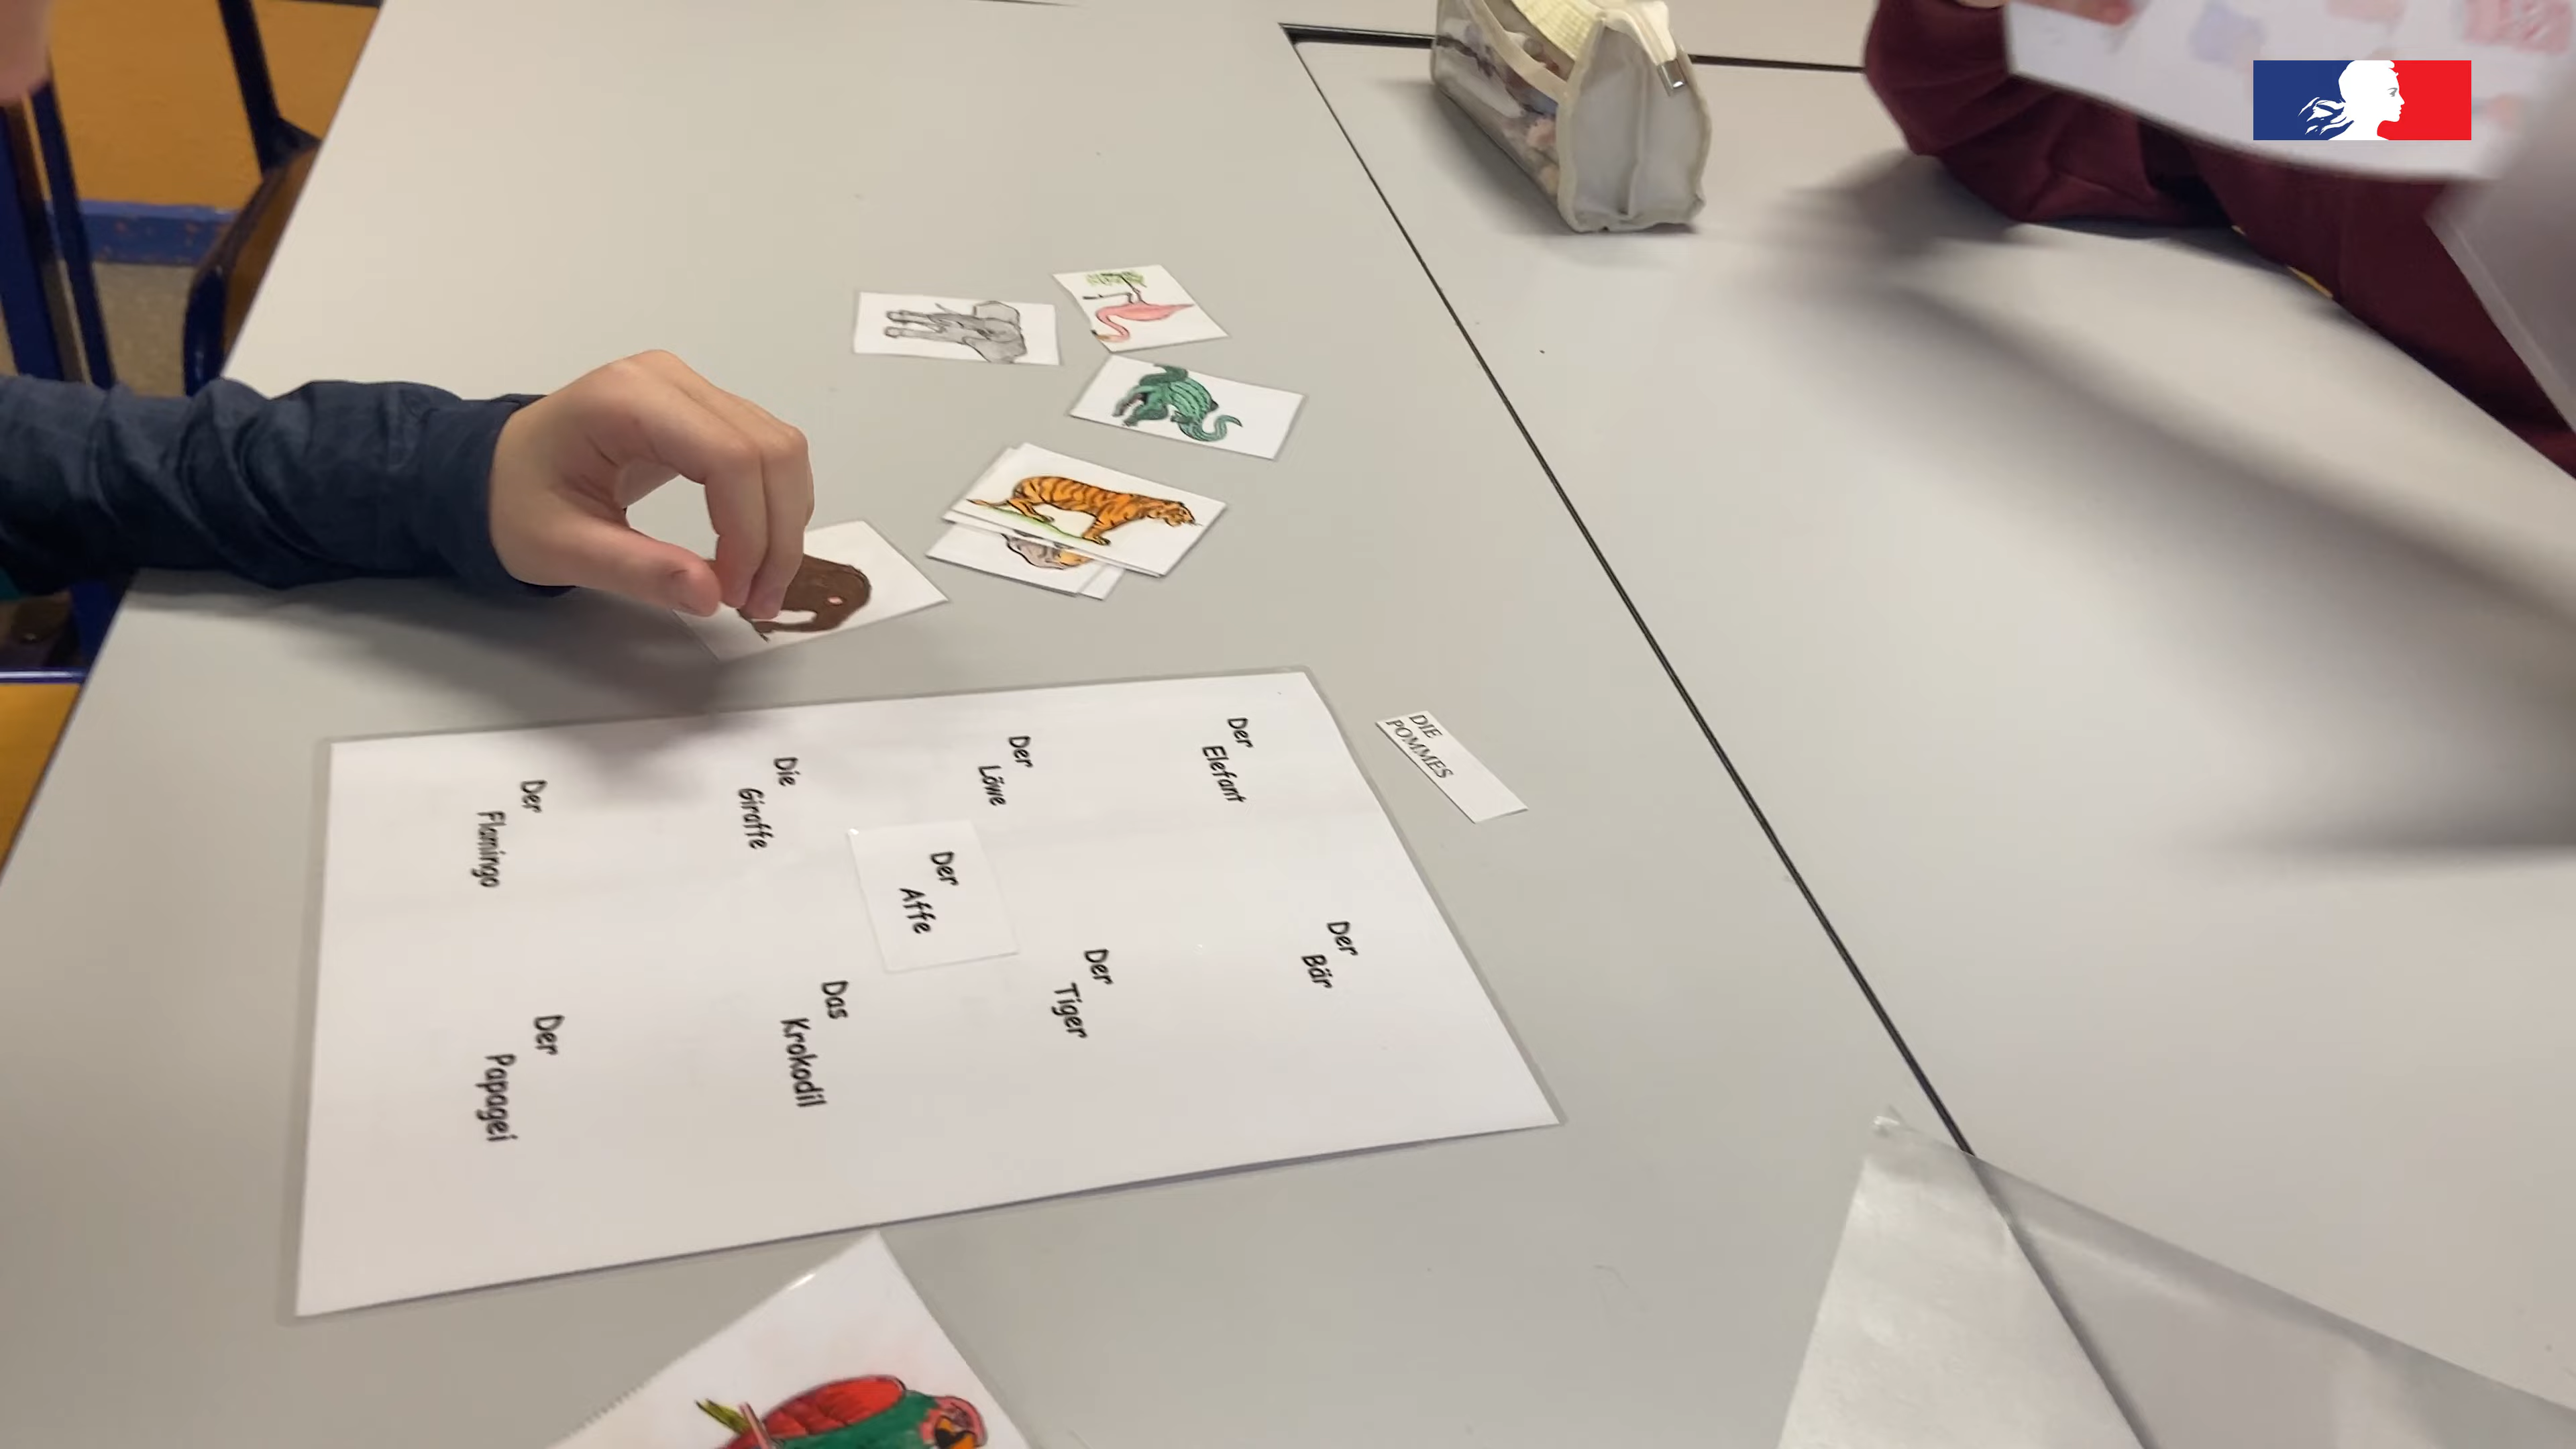 Der
Elefant
Der
Löwe
Die
Giraffe
Der
Flamingo
Der
Affe
Der
Bär
Der
Tiger
Das
Krokodil
Der
Papagei
DIE
POMMES